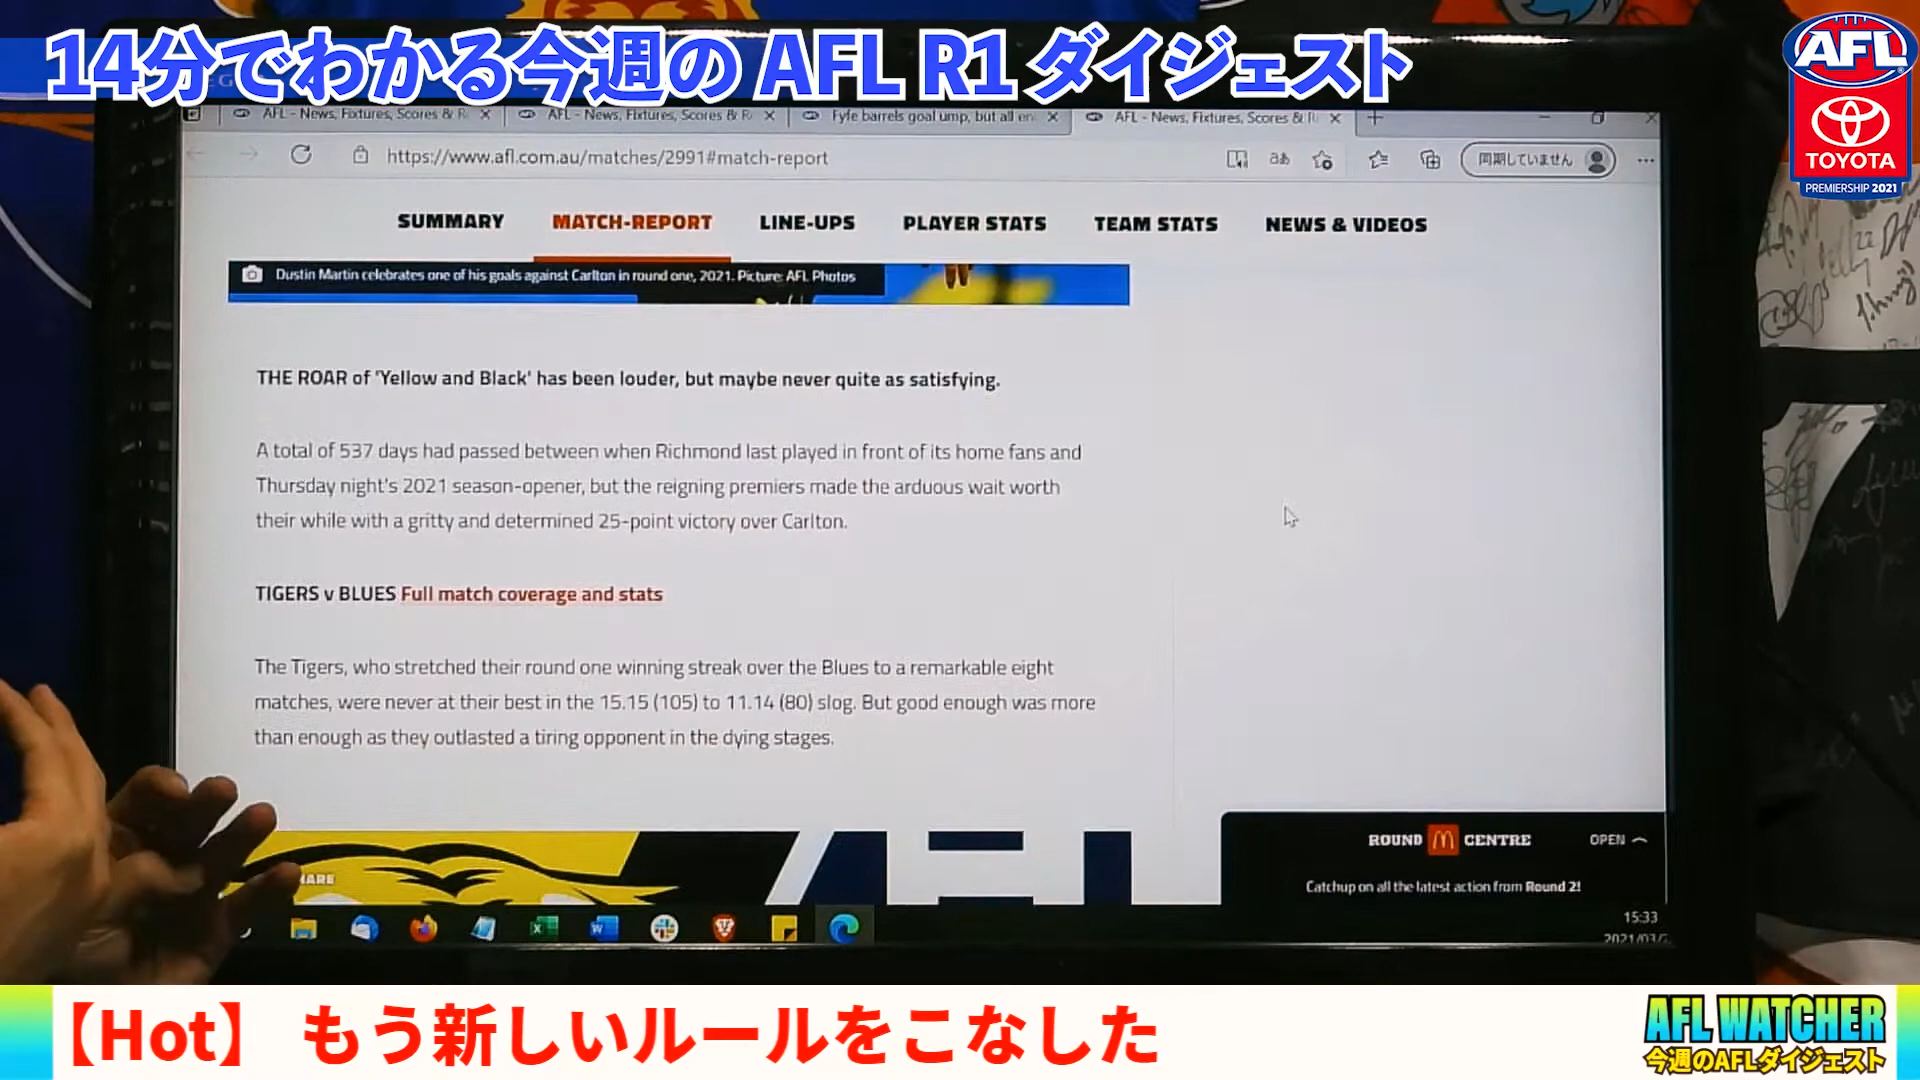 14分でわかる今週の AFL R1 ダイジェスト
AFL
TOYOTA
PREMIERSHIP 2021
AFL - News, Fixtures, Scores & R
AFL - News, Fixtures, Scores & R
Fyfe barrels goal ump, but all en
AFL - News, Fixtures, Scores & R
https://www.afl.com.au/matches/2991#match-report
aあ
同期していません
SUMMARY
MATCH-REPORT
LINE-UPS
PLAYER STATS
TEAM STATS
NEWS & VIDEOS
Dustin Martin celebrates one of his goals against Carlton in round one, 2021. Picture: AFL Photos
THE ROAR of 'Yellow and Black' has been louder, but maybe never quite as satisfying.
A total of 537 days had passed between when Richmond last played in front of its home fans and
Thursday night's 2021 season-opener, but the reigning premiers made the arduous wait worth
their while with a gritty and determined 25-point victory over Carlton.
TIGERS v BLUES Full match coverage and stats
The Tigers, who stretched their round one winning streak over the Blues to a remarkable eight
matches, were never at their best in the 15.15 (105) to 11.14 (80) slog. But good enough was more
than enough as they outlasted a tiring opponent in the dying stages.
ROUND CENTRE
OPEN
Catchup on all the latest action from Round 2!
15:33
【Hot】 もう新しいルールをこなした
AFL WATCHER
今週のAFLダイジェスト